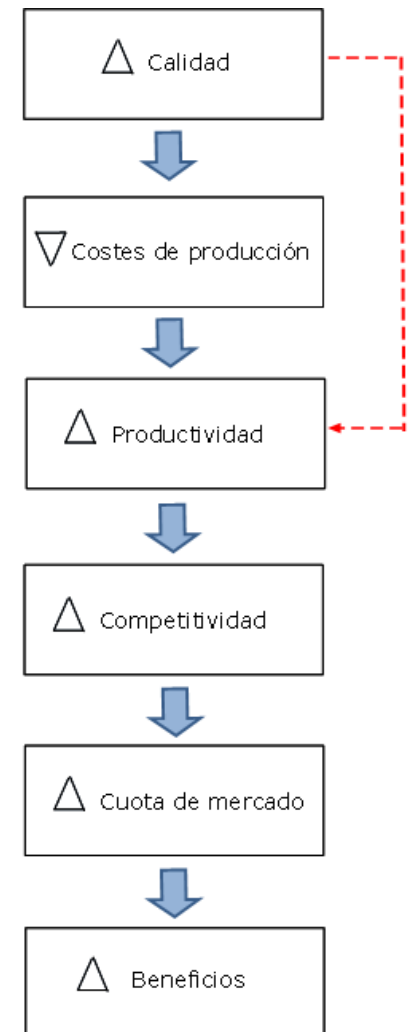 △ Calidad
▽ Costes de producción
△ Productividad
△ Competitividad
△ Cuota de mercado
△ Beneficios